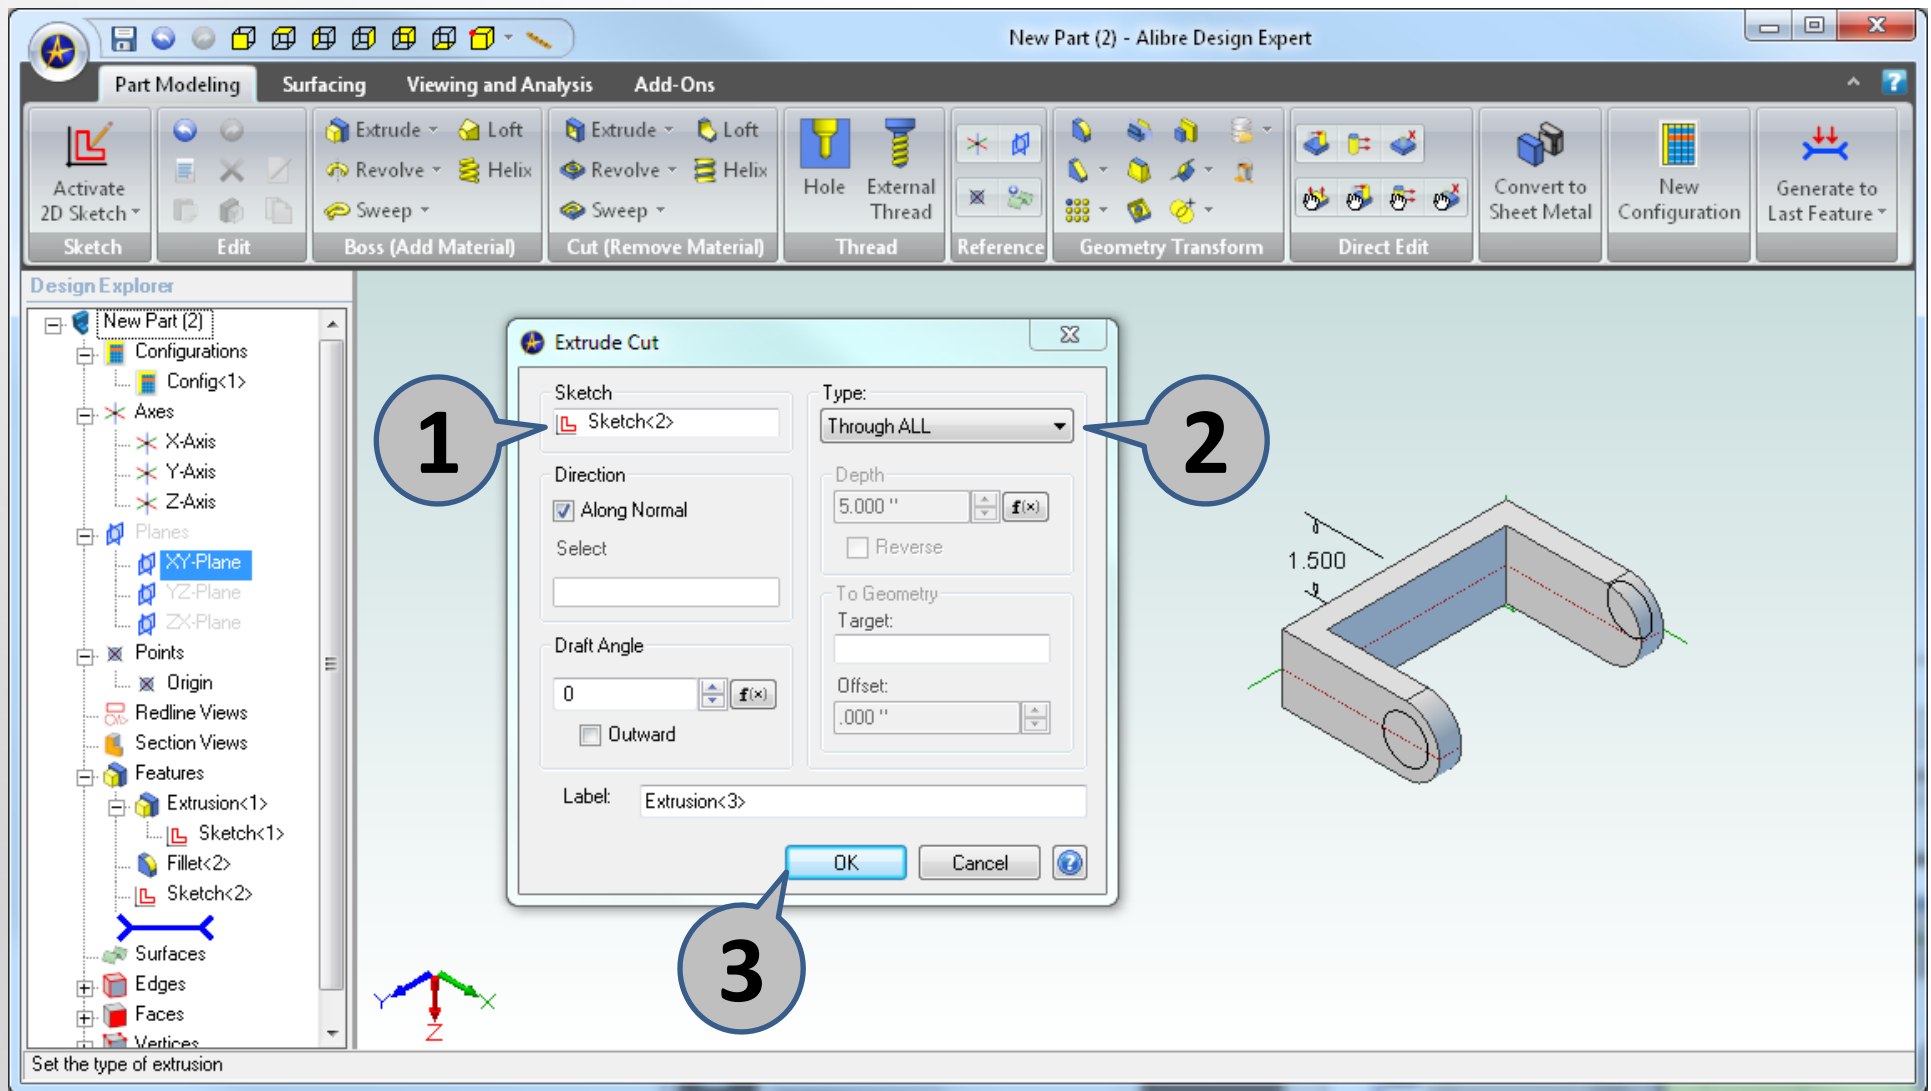 New Part (2) - Alibre Design Expert
Part Modeling Surfacing Viewing and Analysis Add-Ons
Activate
2D Sketch
Sketch
Edit
Extrude Loft
Revolve Helix
Sweep
Boss (Add Material)
Extrude Loft
Revolve Helix
Sweep
Cut (Remove Material)
Hole External
Thread
Thread
Reference
Geometry Transform
Direct Edit
Convert to
Sheet Metal
New
Configuration
Generate to
Last Feature
Design Explorer
New Part (2)
Configurations
Config<1>
Axes
X-Axis
Y-Axis
Z-Axis
Planes
XY-Plane
YZ-Plane
ZX-Plane
Points
Origin
Redline Views
Section Views
Features
Extrusion<1>
Sketch<1>
Fillet<2>
Sketch<2>
Surfaces
Edges
Faces
Vertices
Set the type of extrusion
Extrude Cut
Sketch
Sketch<2>
Direction
Along Normal
Select
Draft Angle
0
f(x)
Outward
Type:
Through ALL
Depth
5.000 "
f(x)
Reverse
To Geometry
Target:
Offset:
.000 "
Label: Extrusion<3>
OK Cancel ?
1
2
3
1.500
Y X
Z
?